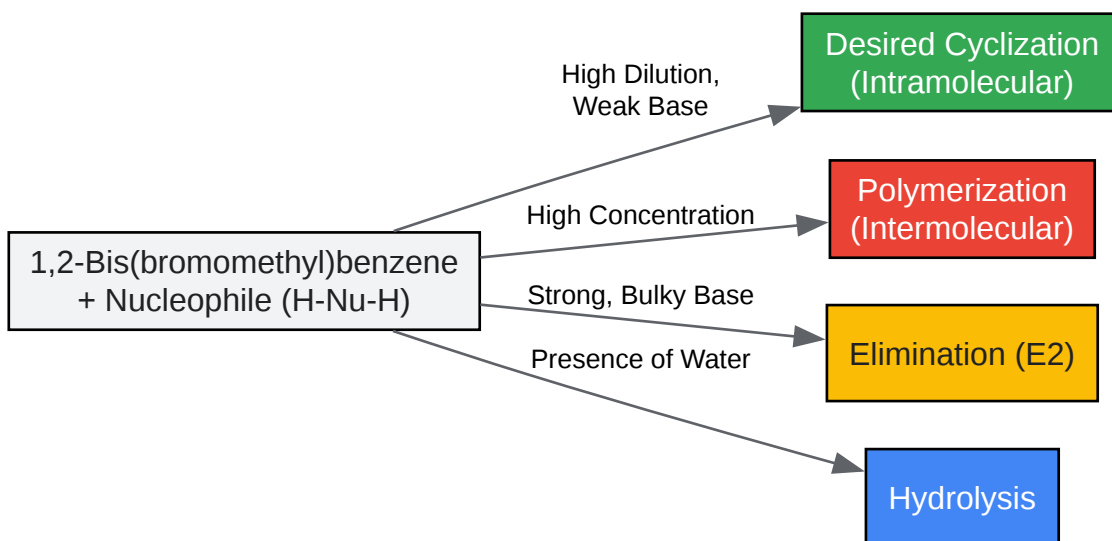 1,2-Bis(bromomethyl)benzene
+ Nucleophile (H-Nu-H)
High Dilution,
Weak Base
Desired Cyclization
(Intramolecular)
High Concentration
Polymerization
(Intermolecular)
Strong, Bulky Base
Elimination (E2)
Presence of Water
Hydrolysis